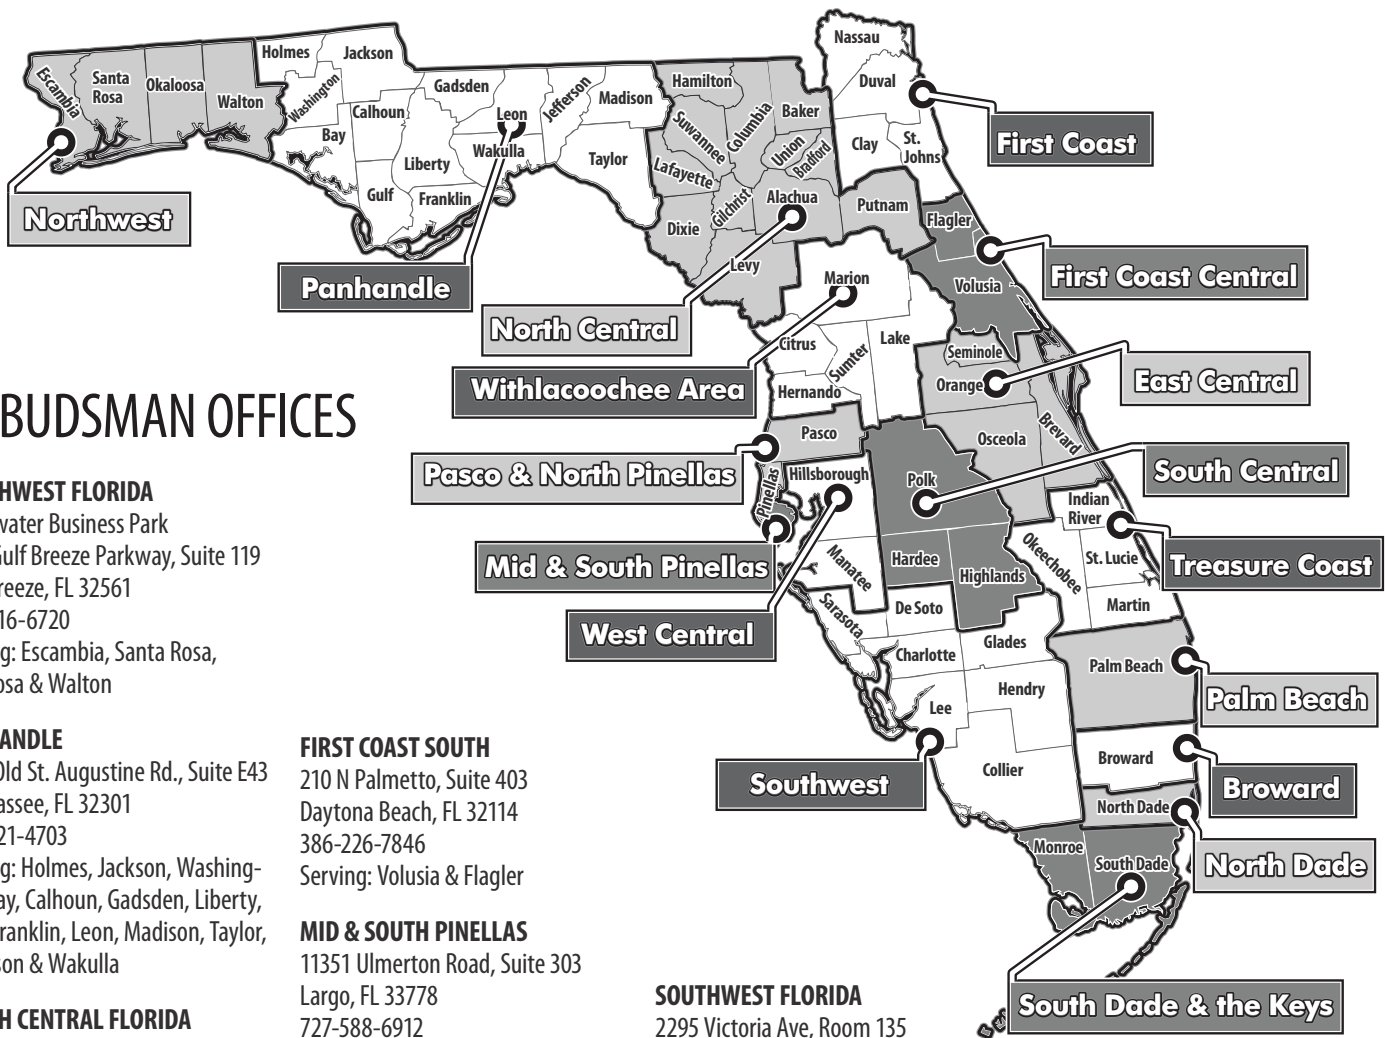 Nassau
Holmes
Jackson
Escambia
Santa
Rosa
Okaloosa
Walton
Washington
Gadsden
Jefferson
Madison
Hamilton
Duval
Calhoun
Leon
Suwannee
Columbia
Baker
First Coast
Bay
Wakulla
Liberty
Taylor
Lafayette
Union
Bradford
Clay
St.
Johns
Gulf
Franklin
Gilchrist
Alachua
Putnam
Northwest
Dixie
Flagler
Levy
Panhandle
Marion
Volusia
First Coast Central
North Central
Citrus
Sumter
Lake
Seminole
Withlacoochee Area
Hernando
Orange
East Central
BUDSMAN OFFICES
Pasco
Osceola
Brevard
Pasco & North Pinellas
Pinellas
Hillsborough
Polk
South Central
Indian
River
Mid & South Pinellas
Manatee
Hardee
Highlands
Okeechobee
St. Lucie
Treasure Coast
West Central
Sarasota
De Soto
Martin
Charlotte
Glades
Palm Beach
Hendry
Lee
Palm Beach
Southwest
Collier
Broward
Broward
North Dade
Monroe
South Dade
North Dade
South Dade & the Keys
HWEST FLORIDA
water Business Park
Gulf Breeze Parkway, Suite 119
reeze, FL 32561
16-6720
g: Escambia, Santa Rosa,
osa & Walton
ANDLE
Old St. Augustine Rd., Suite E43
assee, FL 32301
21-4703
g: Holmes, Jackson, Washing-
ay, Calhoun, Gadsden, Liberty,
ranklin, Leon, Madison, Taylor,
son & Wakulla
H CENTRAL FLORIDA
FIRST COAST SOUTH
210 N Palmetto, Suite 403
Daytona Beach, FL 32114
386-226-7846
Serving: Volusia & Flagler
MID & SOUTH PINELLAS
11351 Ulmerton Road, Suite 303
Largo, FL 33778
727-588-6912
SOUTHWEST FLORIDA
2295 Victoria Ave, Room 135